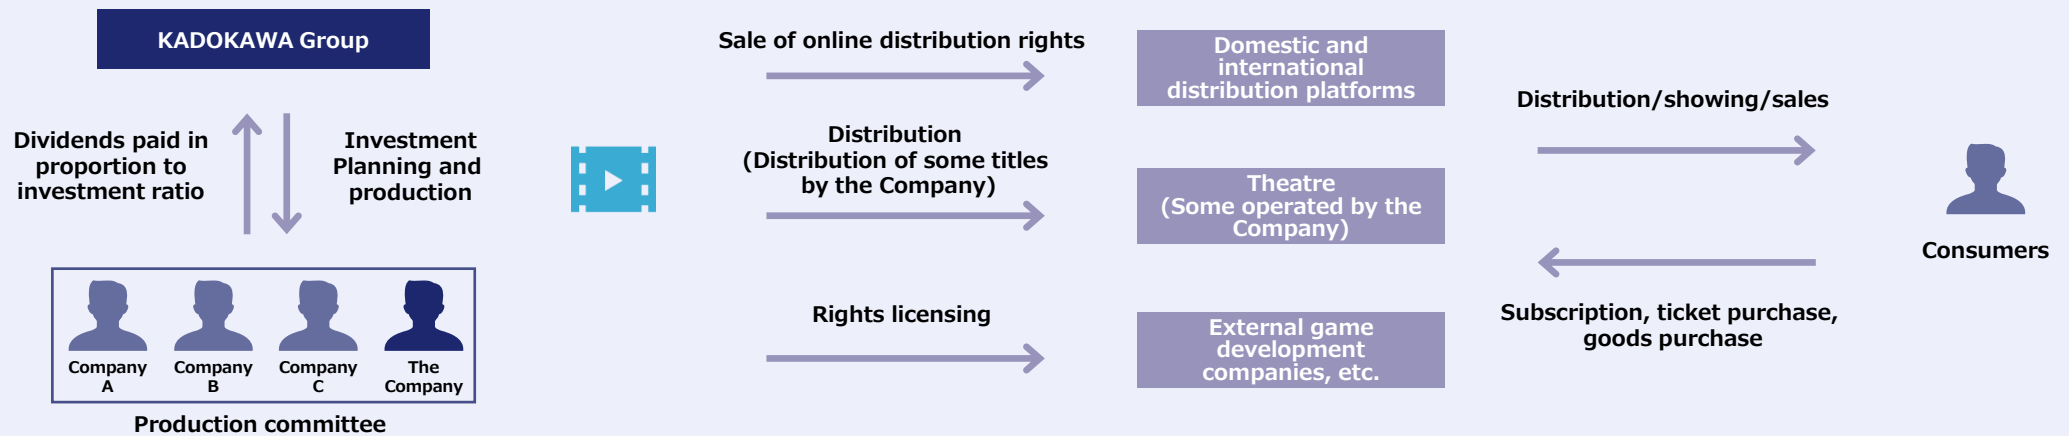 KADOKAWA Group
Dividends paid in
proportion to
investment ratio
Investment
Planning and
production
Company
A
Company
B
Company
C
The
Company
Production committee
Sale of online distribution rights
Distribution
(Distribution of some titles
by the Company)
Rights licensing
Domestic and
international
distribution platforms
Theatre
(Some operated by the
Company)
External game
development
companies, etc.
Distribution/showing/sales
Subscription, ticket purchase,
goods purchase
Consumers